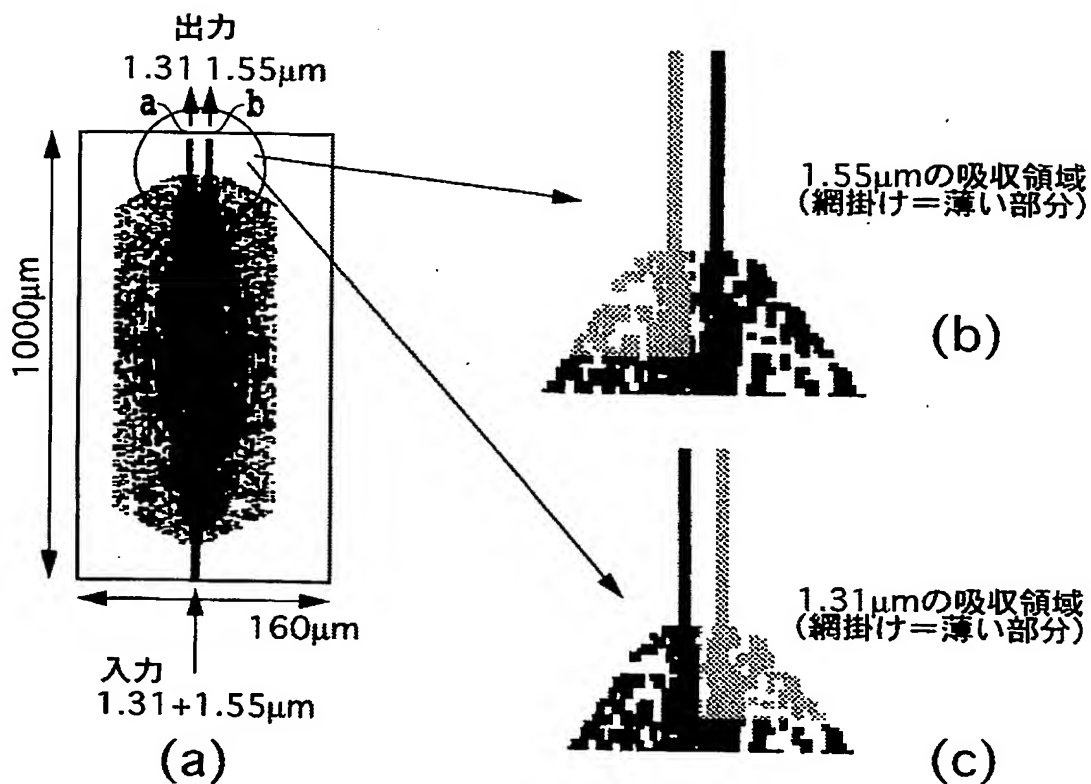 出力
1.31 1.55μm
a b
1000μm
160μm
入力
1.31+1.55μm
(a)
1.55μmの吸収領域
(網掛け=薄い部分)
(b)
1.31μmの吸収領域
(網掛け=薄い部分)
(c)